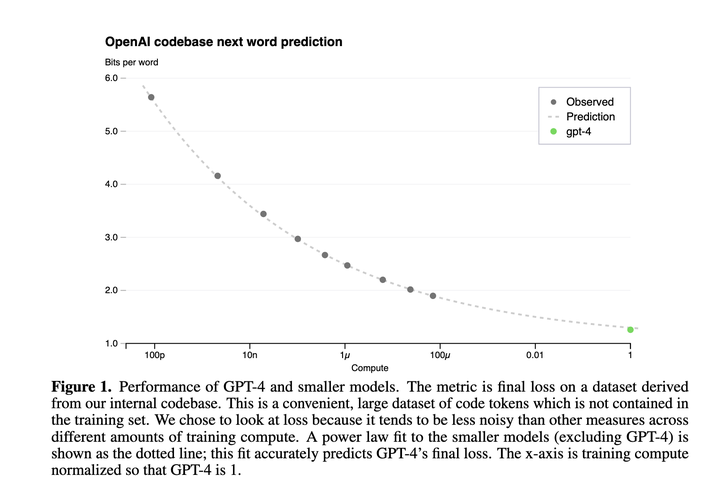 OpenAI codebase next word prediction
Bits per word
6.0
5.0
4.0
3.0
2.0
1.0
Observed
Prediction
gpt-4
100p
10n
1μ
100μ
0.01
1
Compute
Figure 1. Performance of GPT-4 and smaller models. The metric is final loss on a dataset derived
from our internal codebase. This is a convenient, large dataset of code tokens which is not contained in
the training set. We chose to look at loss because it tends to be less noisy than other measures across
different amounts of training compute. A power law fit to the smaller models (excluding GPT-4) is
shown as the dotted line; this fit accurately predicts GPT-4's final loss. The x-axis is training compute
normalized so that GPT-4 is 1.